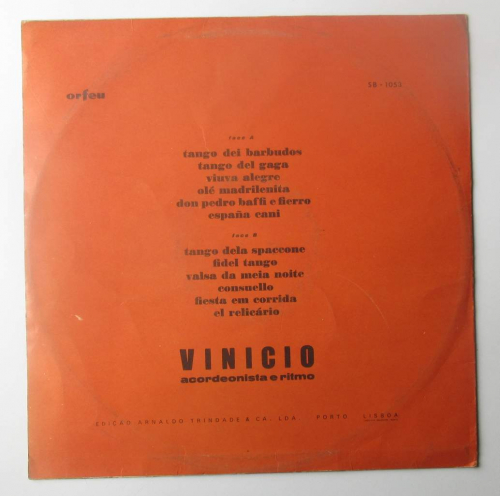 orfeu
SB - 1053
face A
tango dei barbudos
tango del gaga
viuva alegre
olé madrilenita
don pedro baffi e fierro
españa cani
face B
tango dela spaccone
fidel tango
valsa da meia noite
consuello
fiesta em corrida
el relicário
VINICIO
acordeonista e ritmo
EDIÇÃO ARNALDO TRINDADE & CA. LDA. PORTO LISBOA